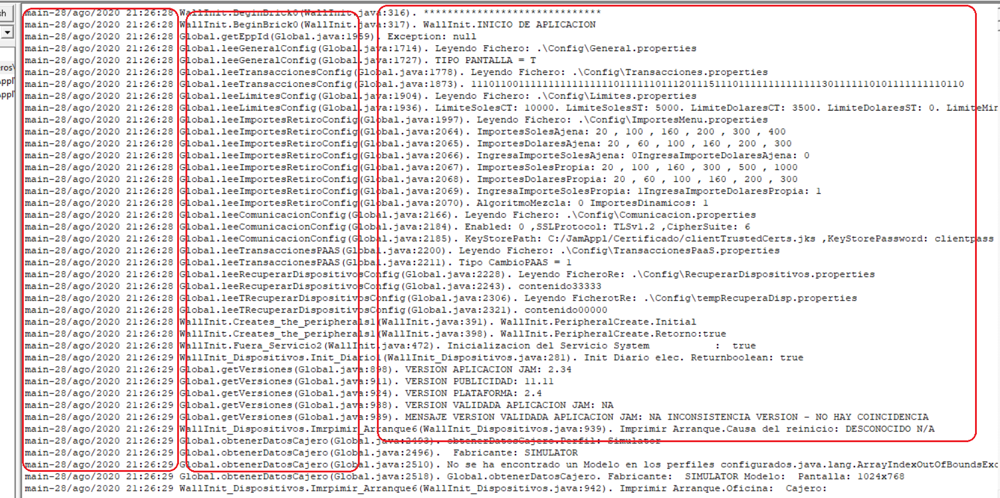 sh
ros\
Appl
Appl
main-28/ago/2020 21:26:28 WallInit.BeginBrick0(WallInit.java:316). ******************************
main-28/ago/2020 21:26:28 WallInit.BeginBrick0(WallInit.java:317). WallInit.INICIO DE APLICACION
main-28/ago/2020 21:26:28 Global.getEppId(Global.java:1959). Exception: null
main-28/ago/2020 21:26:28 Global.leeGeneralConfig(Global.java:1714). Leyendo Fichero: .\Config\General.properties
main-28/ago/2020 21:26:28 Global.leeGeneralConfig(Global.java:1727). TIPO PANTALLA = T
main-28/ago/2020 21:26:28 Global.leeTransaccionesConfig(Global.java:1778). Leyendo Fichero: .\Config\Transacciones.properties
main-28/ago/2020 21:26:28 Global.leeTransaccionesConfig(Global.java:1873).
main-28/ago/2020 21:26:28 Global.leeLimitesConfig(Global.java:1904). Leyendo Fichero: .\Config\Limites.properties
main-28/ago/2020 21:26:28 Global.leeLimitesConfig(Global.java:1936). LimiteSolesCT: 10000. LimiteSolesST: 5000. LimiteDolaresCT: 3500. LimiteDolaresST: 0. LimiteMin
main-28/ago/2020 21:26:28 Global.leeImportesRetiroConfig(Global.java:1997). Leyendo Fichero: .\Config\ImportesMenu.properties
main-28/ago/2020 21:26:28 Global.leeImportesRetiroConfig(Global.java:2064). ImportesSolesAjena: 20 , 100 , 160 , 200 , 300 , 400
main-28/ago/2020 21:26:28 Global.leeImportesRetiroConfig(Global.java:2065). ImportesDolaresAjena: 20 , 60 , 100 , 160 , 200 , 300
main-28/ago/2020 21:26:28 Global.leeImportesRetiroConfig(Global.java:2066). IngresaImporteSolesAjena: 0IngresaImporteDolaresAjena: 0
main-28/ago/2020 21:26:28 Global.leeImportesRetiroConfig(Global.java:2067). ImportesSolesPropia: 20 , 100 , 160 , 300 , 500 , 1000
main-28/ago/2020 21:26:28 Global.leeImportesRetiroConfig(Global.java:2068). ImportesDolaresPropia: 20 , 60 , 100 , 160 , 200 , 300
main-28/ago/2020 21:26:28 Global.leeImportesRetiroConfig(Global.java:2069). IngresaImporteSolesPropia: 1IngresaImporteDolaresPropia: 1
main-28/ago/2020 21:26:28 Global.leeImportesRetiroConfig(Global.java:2070). AlgoritmoMezcla: 0 ImportesDinamicos: 1
main-28/ago/2020 21:26:28 Global.leeComunicacionConfig(Global.java:2166). Leyendo Fichero: .\Config\Comunicacion.properties
main-28/ago/2020 21:26:28 Global.leeComunicacionConfig(Global.java:2184). Enabled: 0 ,SSLProtocol: TLSv1.2 ,CipherSuite: 6
main-28/ago/2020 21:26:28 Global.leeComunicacionConfig(Global.java:2185). KeyStorePath: C:/JamAppl/Certificado/clientTrustedCerts.jks ,KeyStorePassword: clientpass
main-28/ago/2020 21:26:28 Global.leeTransaccionesPAAS(Global.java:2200). Leyendo Fichero: .\Config\TransaccionesPaaS.properties
main-28/ago/2020 21:26:28 Global.leeTransaccionesPAAS(Global.java:2211). Tipo CambioPAAS = 1
main-28/ago/2020 21:26:28 Global.leeRecuperarDispositivosConfig(Global.java:2228). Leyendo FicheroRe: .\Config\RecuperarDispositivos.properties
main-28/ago/2020 21:26:28 Global.leeRecuperarDispositivosConfig(Global.java:2243). contenido33333
main-28/ago/2020 21:26:28 Global.leeTRecuperarDispositivosConfig(Global.java:2306). Leyendo FicherotRe: .\Config\tempRecuperaDisp.properties
main-28/ago/2020 21:26:28 Global.leeTRecuperarDispositivosConfig(Global.java:2321). contenido00000
main-28/ago/2020 21:26:28 WallInit.Creates_the_peripherals1(WallInit.java:391). WallInit.PeripheralCreate.Initial
main-28/ago/2020 21:26:28 WallInit.Creates_the_peripherals1(WallInit.java:398). WallInit.PeripheralCreate.Retorno:true
main-28/ago/2020 21:26:28 WallInit.Fuera_Servicio2(WallInit.java:472). Inicializacion del Servicio System : true
main-28/ago/2020 21:26:29 WallInit_Dispositivos.Init_Diario1(WallInit_Dispositivos.java:281). Init Diario elec. Returnboolean: true
main-28/ago/2020 21:26:29 Global.getVersiones(Global.java:898). VERSION APLICACION JAM: 2.34
main-28/ago/2020 21:26:29 Global.getVersiones(Global.java:911). VERSION PUBLICIDAD: 11.11
main-28/ago/2020 21:26:29 Global.getVersiones(Global.java:924). VERSION PLATAFORMA: 2.4
main-28/ago/2020 21:26:29 Global.getVersiones(Global.java:938). VERSION VALIDADA APLICACION JAM: NA
main-28/ago/2020 21:26:29 Global.getVersiones(Global.java:939). MENSAJE VERSION VALIDADA APLICACION JAM: NA INCONSISTENCIA VERSION - NO HAY COINCIDENCIA
main-28/ago/2020 21:26:29 WallInit_Dispositivos.Imrpimir_Arranque6(WallInit_Dispositivos.java:939). Imprimir Arranque.Causa del reinicio: DESCONOCIDO N/A
main-28/ago/2020 21:26:29 Global.obtenerDatosCajero(Global.java:2493). obtenerDatosCajero.Perfil: Simulator
main-28/ago/2020 21:26:29 Global.obtenerDatosCajero(Global.java:2496).  Fabricante: SIMULATOR
main-28/ago/2020 21:26:29 Global.obtenerDatosCajero(Global.java:2510). No se ha encontrado un Modelo en los perfiles configurados.java.lang.ArrayIndexOutOfBoundsExc
main-28/ago/2020 21:26:29 Global.obtenerDatosCajero(Global.java:2518). Global.obtenerDatosCajero. Fabricante:  SIMULATOR Modelo:  Pantalla: 1024x768
main-28/ago/2020 21:26:29 WallInit_Dispositivos.Imrpimir_Arranque6(WallInit_Dispositivos.java:942). Imprimir Arranque.Oficina:  Cajero: